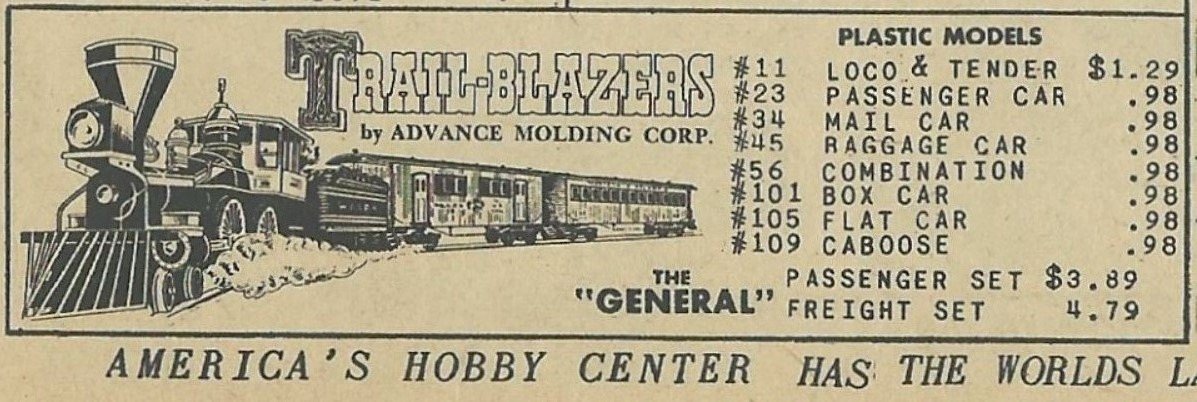 TRAIL-BLAZERS
by ADVANCE MOLDING CORP.
PLASTIC MODELS
#11 LOCO & TENDER $1.29
#23 PASSENGER CAR .98
#34 MAIL CAR .98
#45 RAGGAGE CAR .98
#56 COMBINATION .98
#101 BOX CAR .98
#105 FLAT CAR .98
#109 CABOOSE .98
THE
"GENERAL"
PASSENGER SET $3.89
FREIGHT SET 4.79
AMERICA'S HOBBY CENTER HAS THE WORLDS